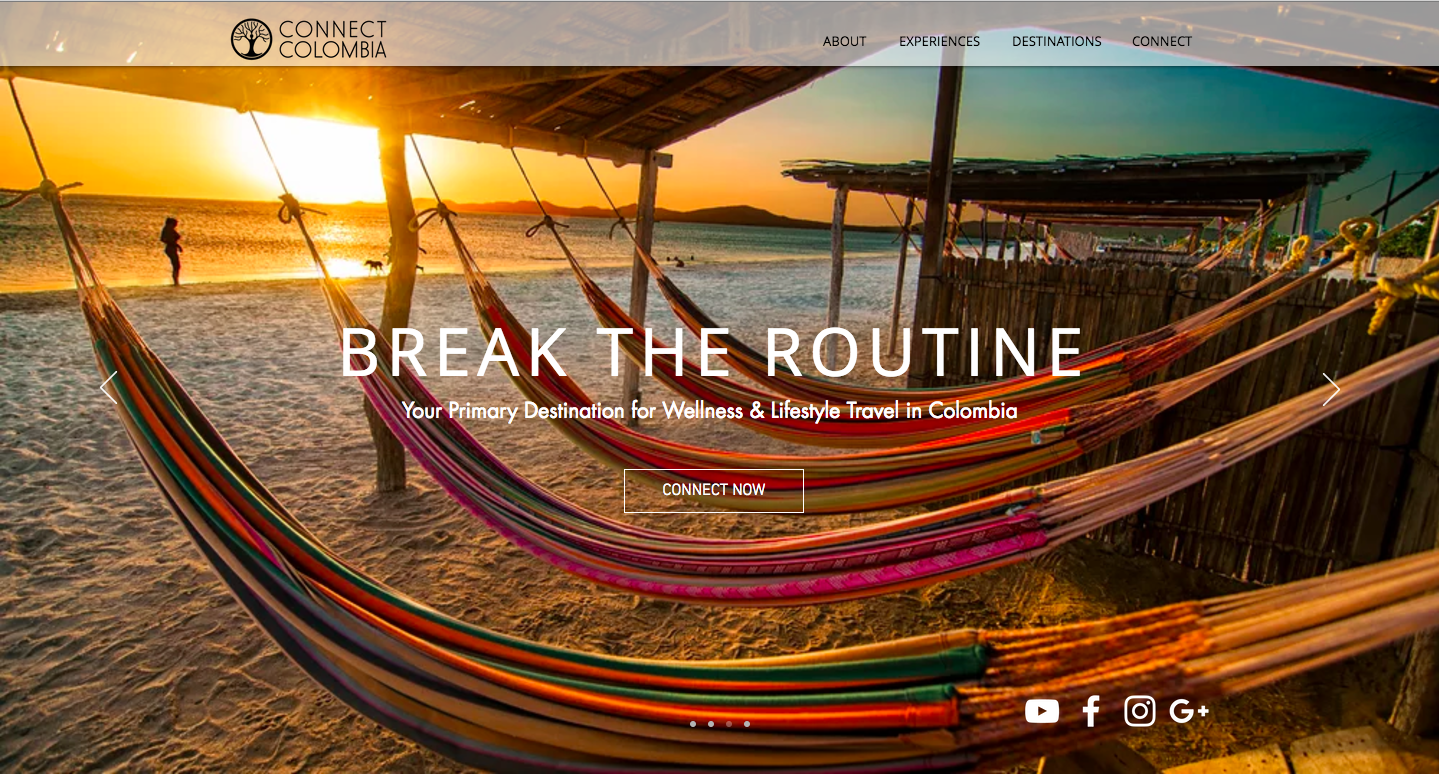 CONNECT
COLOMBIA
ABOUT EXPERIENCES DESTINATIONS CONNECT
BREAK THE ROUTINE
Your Primary Destination for Wellness & Lifestyle Travel in Colombia
CONNECT NOW
G+